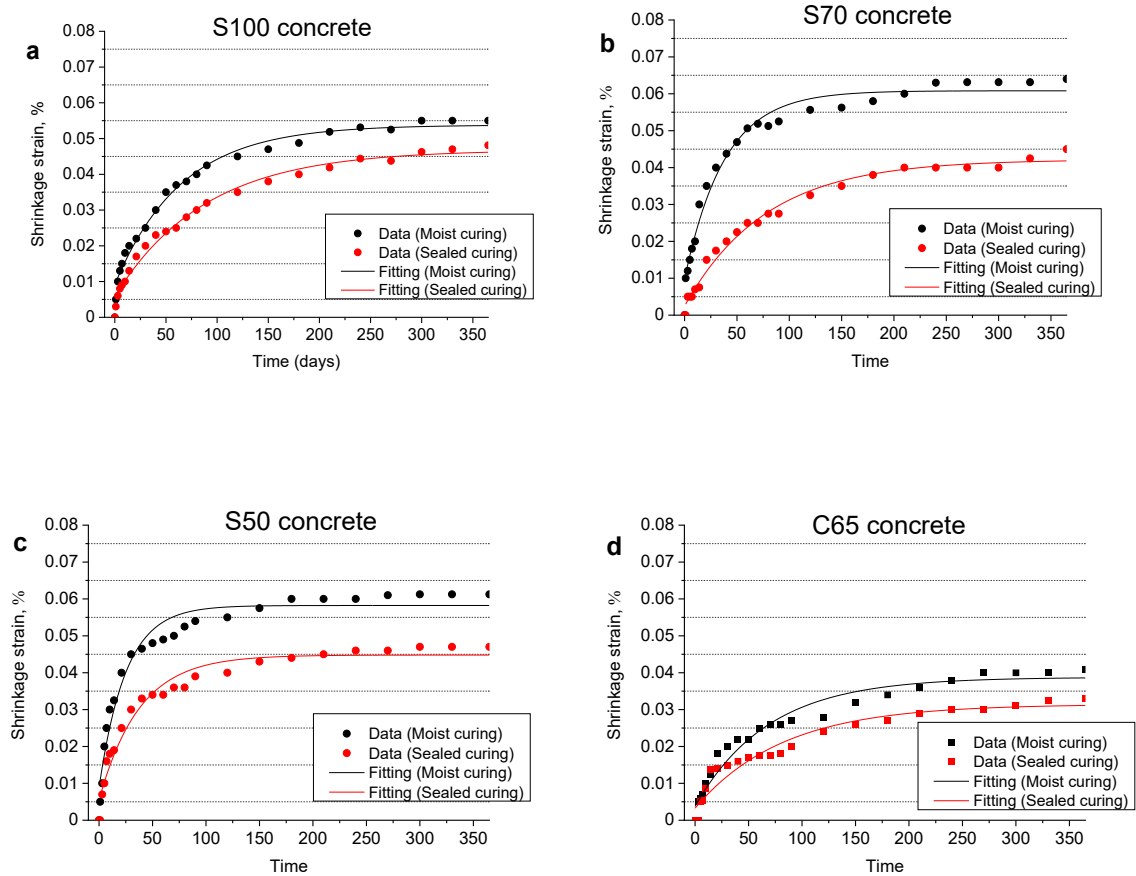 a
S100 concrete
0.08
0.07
0.06
0.05
0.04
0.03
0.02
0.01
0
Shrinkage strain, %
Data (Moist curing)
Data (Sealed curing)
Fitting (Moist curing)
Fitting (Sealed curing)
0 50 100 150 200 250 300 350
Time (days)
b
S70 concrete
0.08
0.07
0.06
0.05
0.04
0.03
0.02
0.01
0
Shrinkage strain, %
Data (Moist curing)
Data (Sealed curing)
Fitting (Moist curing)
Fitting (Sealed curing)
0 50 100 150 200 250 300 350
Time
c
S50 concrete
0.08
0.07
0.06
0.05
0.04
0.03
0.02
0.01
0
Shrinkage strain, %
Data (Moist curing)
Data (Sealed curing)
Fitting (Moist curing)
Fitting (Sealed curing)
0 50 100 150 200 250 300 350
Time
d
C65 concrete
0.08
0.07
0.06
0.05
0.04
0.03
0.02
0.01
0
Shrinkage strain, %
Data (Moist curing)
Data (Sealed curing)
Fitting (Moist curing)
Fitting (Sealed curing)
0 50 100 150 200 250 300 350
Time